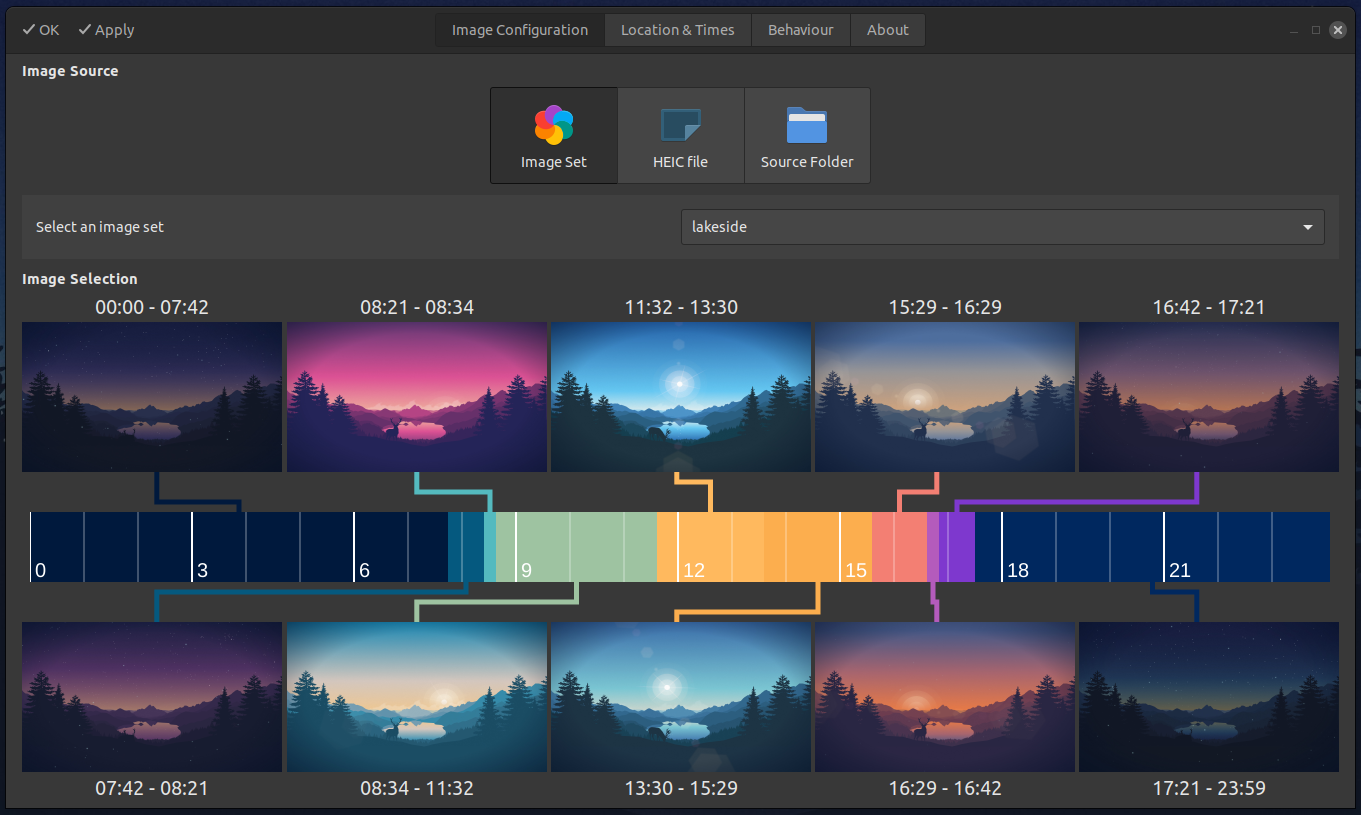 OK
Apply
Image Configuration
Location & Times
Behaviour
About
Image Source
Image Set
HEIC file
Source Folder
Select an image set
lakeside
Image Selection
00:00 - 07:42
08:21 - 08:34
11:32 - 13:30
15:29 - 16:29
16:42 - 17:21
0
3
6
9
12
15
18
21
07:42 - 08:21
08:34 - 11:32
13:30 - 15:29
16:29 - 16:42
17:21 - 23:59